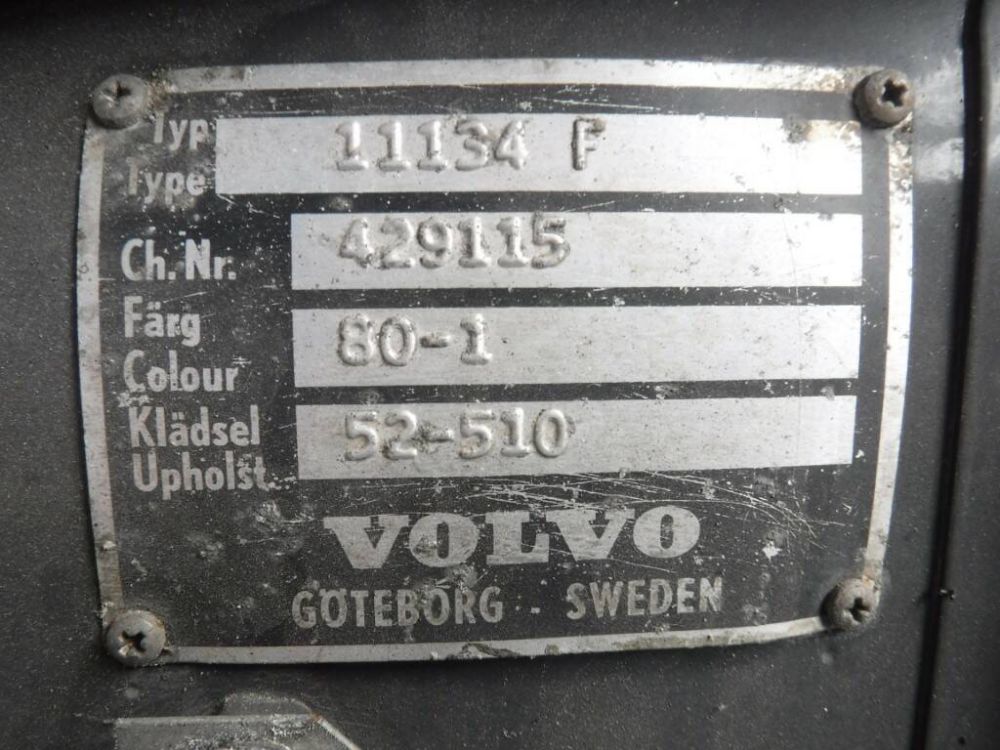 Typ
Type 11134 F
Ch.Nr. 429115
Färg
Colour 80-1
Klädsel
Upholst. 52-510
VOLVO
GÖTEBORG - SWEDEN